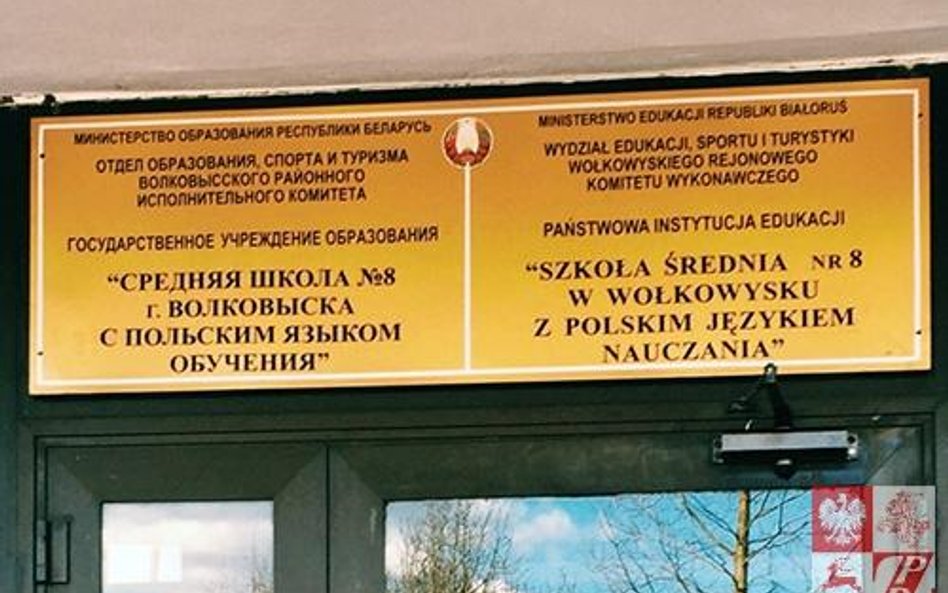 МИНИСТЕРСТВО ОБРАЗОВАНИЯ РЕСПУБЛИКИ БЕЛАРУСЬ
ОТДЕЛ ОБРАЗОВАНИЯ, СПОРТА И ТУРИЗМА
ВОЛКОВЫССКОГО РАЙОННОГО
ИСПОЛНИТЕЛЬНОГО КОМИТЕТА
ГОСУДАРСТВЕННОЕ УЧРЕЖДЕНИЕ ОБРАЗОВАНИЯ
“СРЕДНЯЯ ШКОЛА №8
г. ВОЛКОВЫСКА
С ПОЛЬСКИМ ЯЗЫКОМ
ОБУЧЕНИЯ”
MINISTERSTWO EDUKACJI REPUBLIKI BIAŁORUŚ
WYDZIAŁ EDUKACJI, SPORTU I TURYSTYKI
WOŁKOWYSKIEGO REJONOWEGO
KOMITETU WYKONAWCZEGO
PAŃSTWOWA INSTYTUCJA EDUKACJI
“SZKOŁA ŚREDNIA NR 8
W WOŁKOWYSKU
Z POLSKIM JĘZYKIEM
NAUCZANIA”